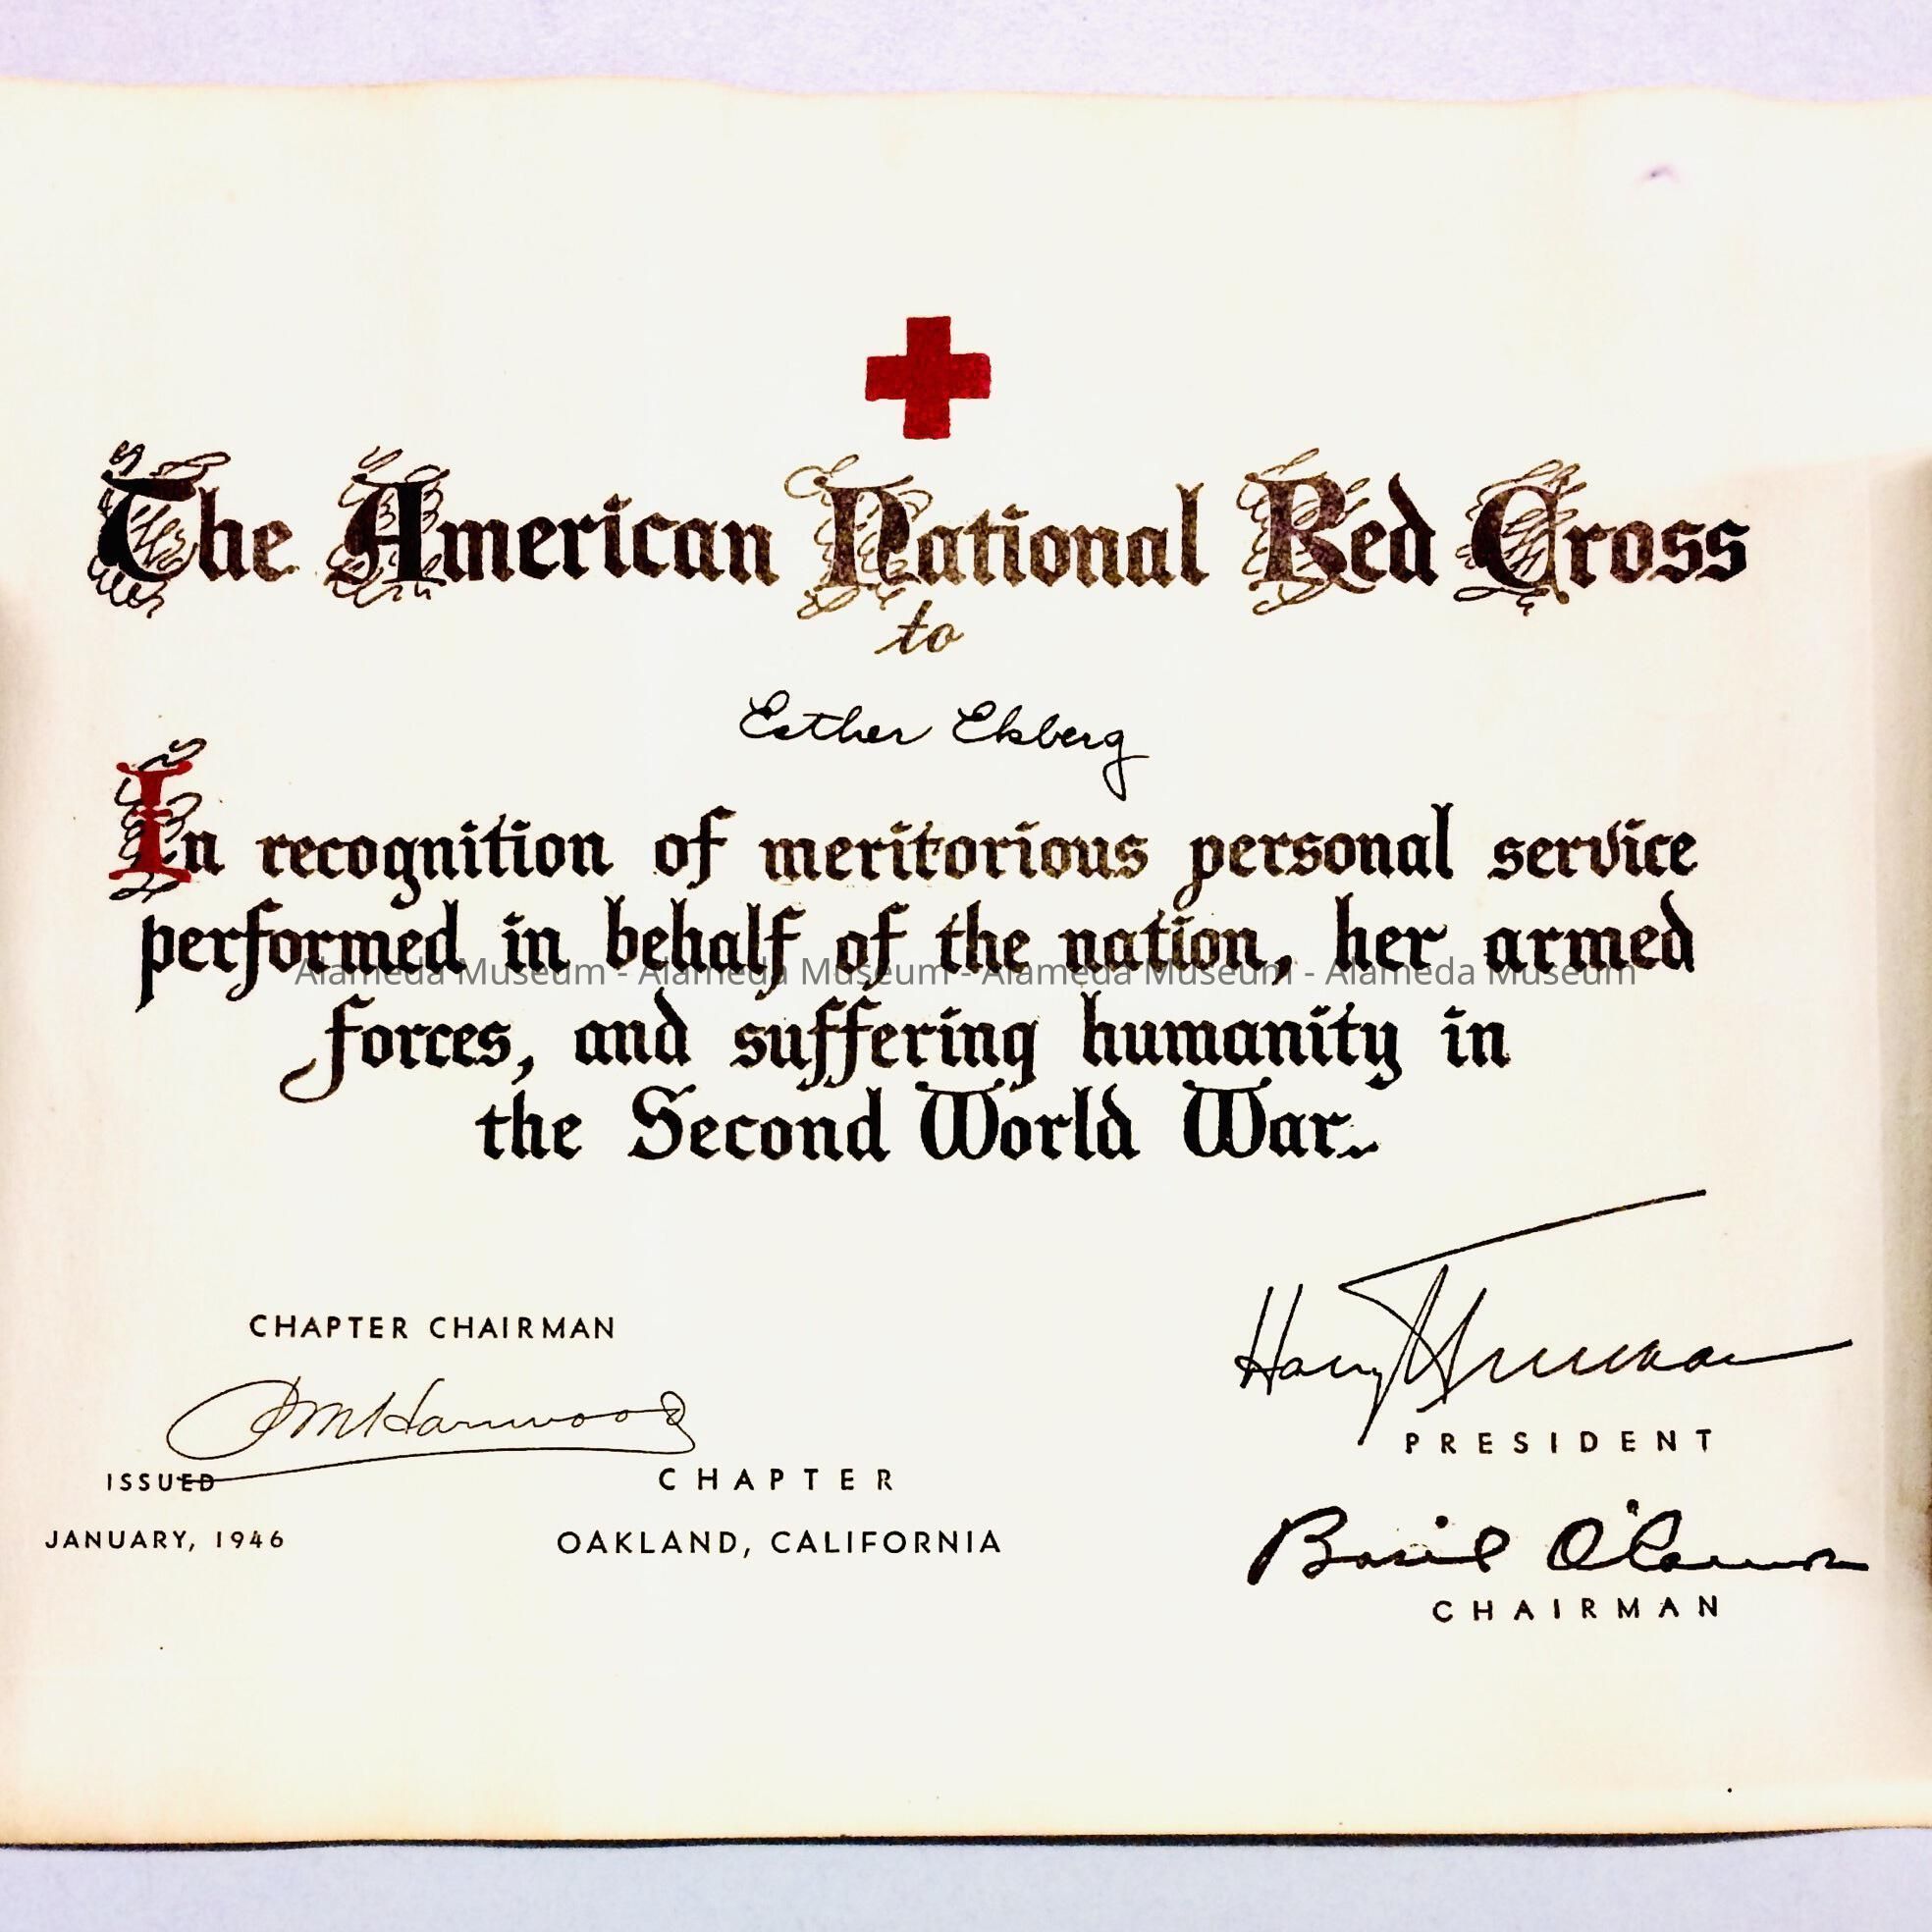 The American National Red Cross
to
Esther Ekberg
In recognition of meritorious personal service
performed in behalf of the nation, her armed
Alameda Museum - Alameda Museum - Alameda Museum - Alameda Museum
forces, and suffering humanity in
the Second World War.
Harry Truman
PRESIDENT
CHAPTER CHAIRMAN
Harwood
ISSUED
CHAPTER
JANUARY, 1946
OAKLAND, CALIFORNIA
Basil O'Connor
CHAIRMAN